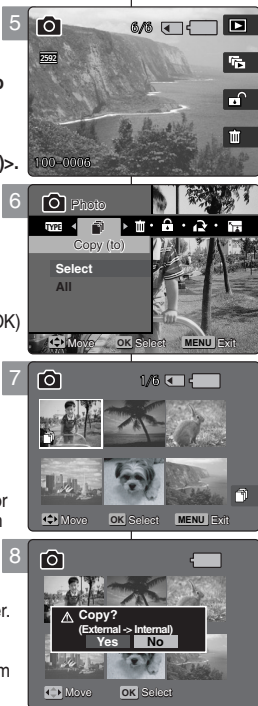 5
6/6
2592
100-0006
)>.
6
Photo
TYPE
Copy (to)
Select
All
Move OK Select MENU Exit
OK)
7
1/6
or
Move OK Select MENU Exit
8
er.
Copy?
(External -> Internal)
Yes No
m
Move OK Select